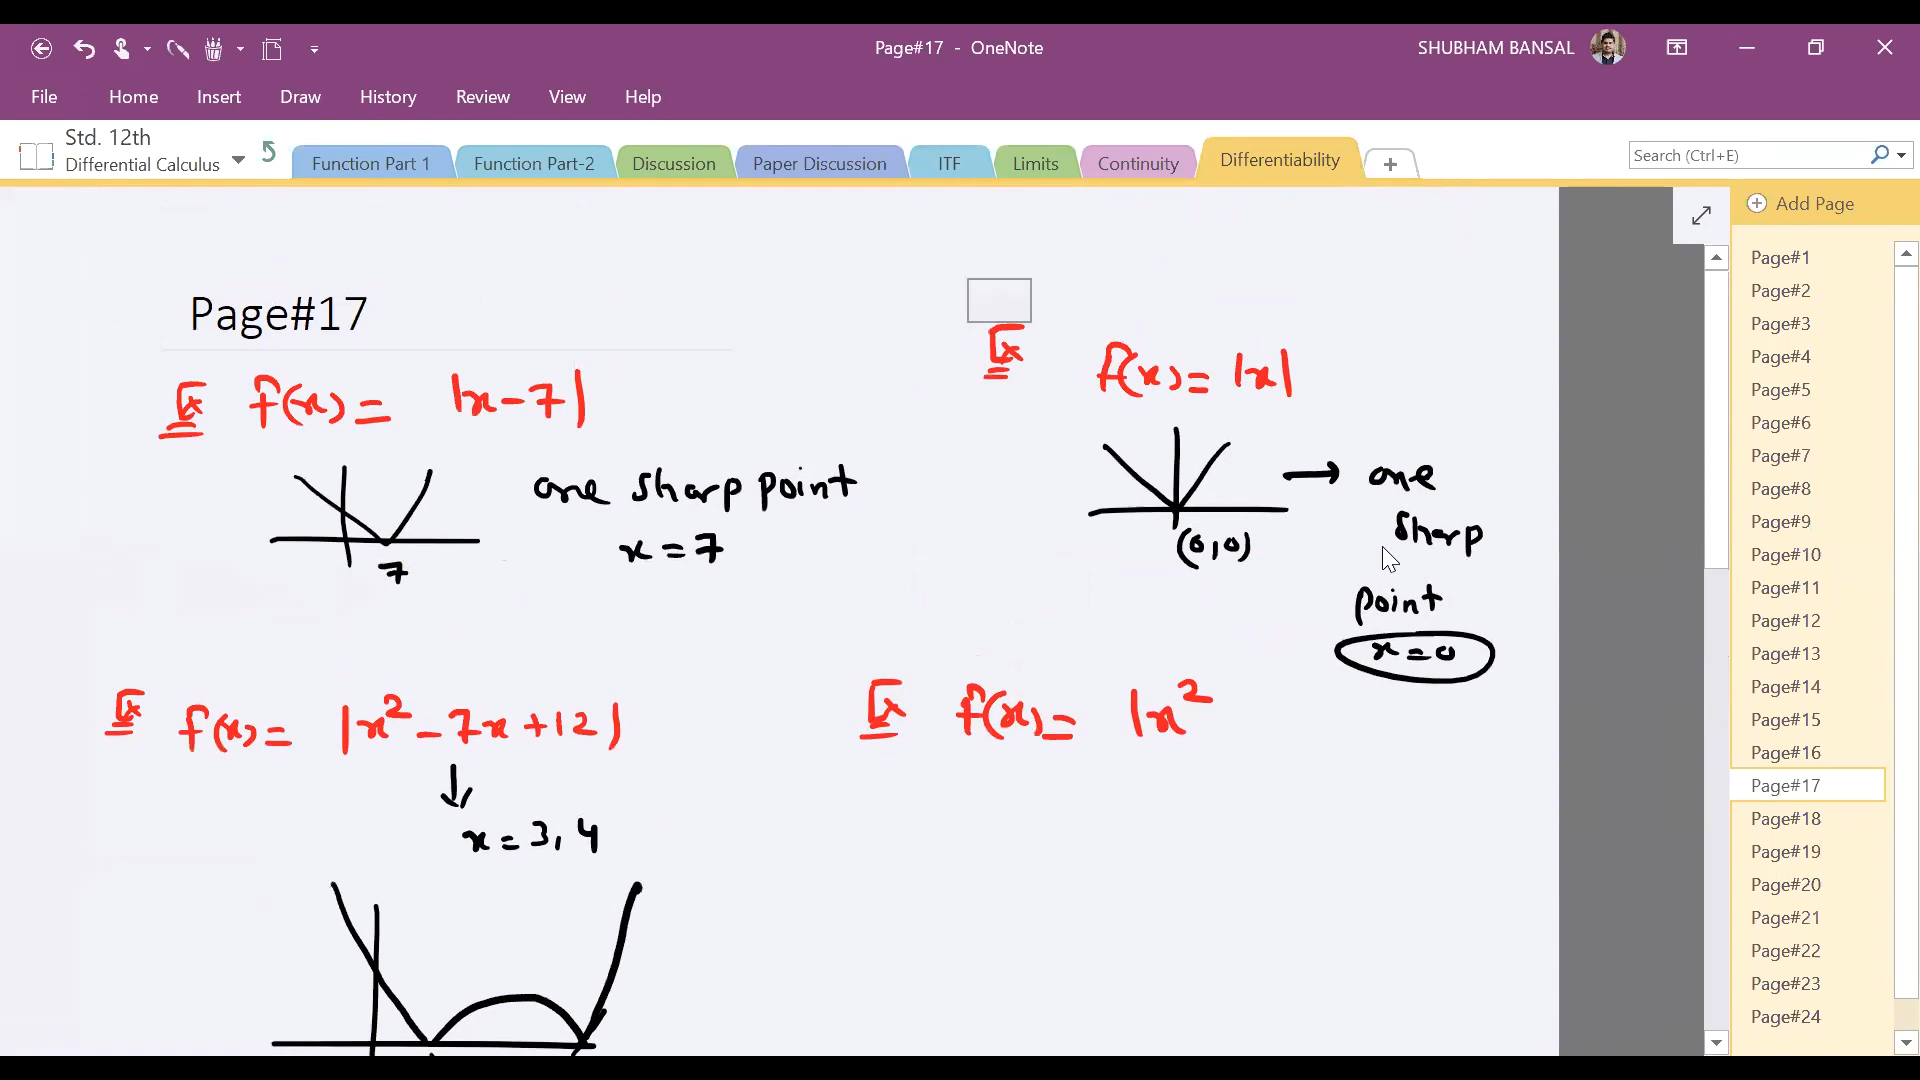 Page#17 - OneNote
SHUBHAM BANSAL
File Home Insert Draw History Review View Help
Std. 12th
Differential Calculus
Function Part 1
Function Part-2
Discussion
Paper Discussion
ITF
Limits
Continuity
Differentiability
Search (Ctrl+E)
Add Page
Page#17
Ex f(x) = |x-7|
one sharp point
x = 7
7
Ex f(x) = |x|
(0,0)
one
sharp
point
x = 0
Ex f(x) = |x² - 7x + 12|
x = 3, 4
Ex f(x) = |x²
Page#1
Page#2
Page#3
Page#4
Page#5
Page#6
Page#7
Page#8
Page#9
Page#10
Page#11
Page#12
Page#13
Page#14
Page#15
Page#16
Page#17
Page#18
Page#19
Page#20
Page#21
Page#22
Page#23
Page#24